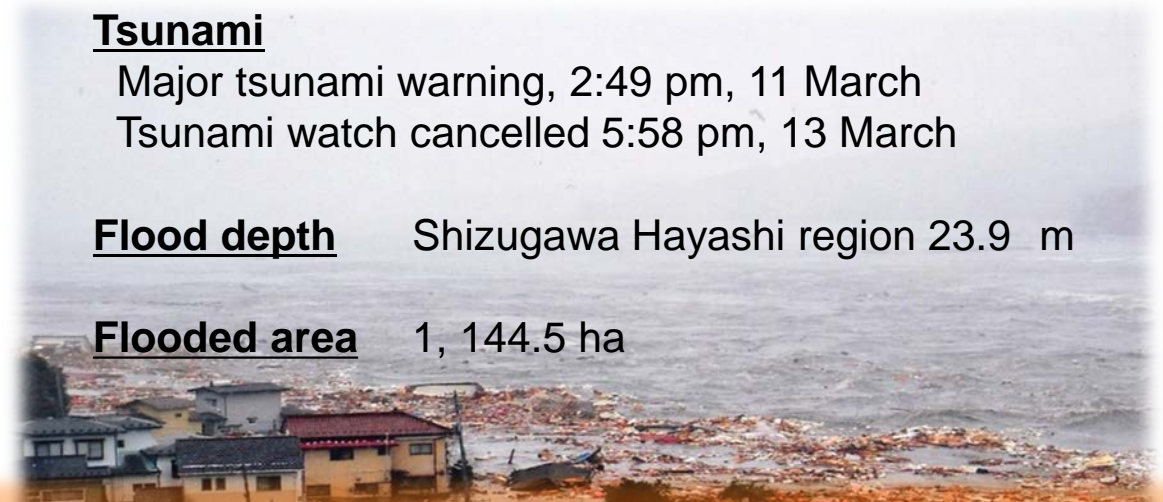 Tsunami
Major tsunami warning, 2:49 pm, 11 March
Tsunami watch cancelled 5:58 pm, 13 March
Flood depth Shizugawa Hayashi region 23.9 m
Flooded area 1, 144.5 ha